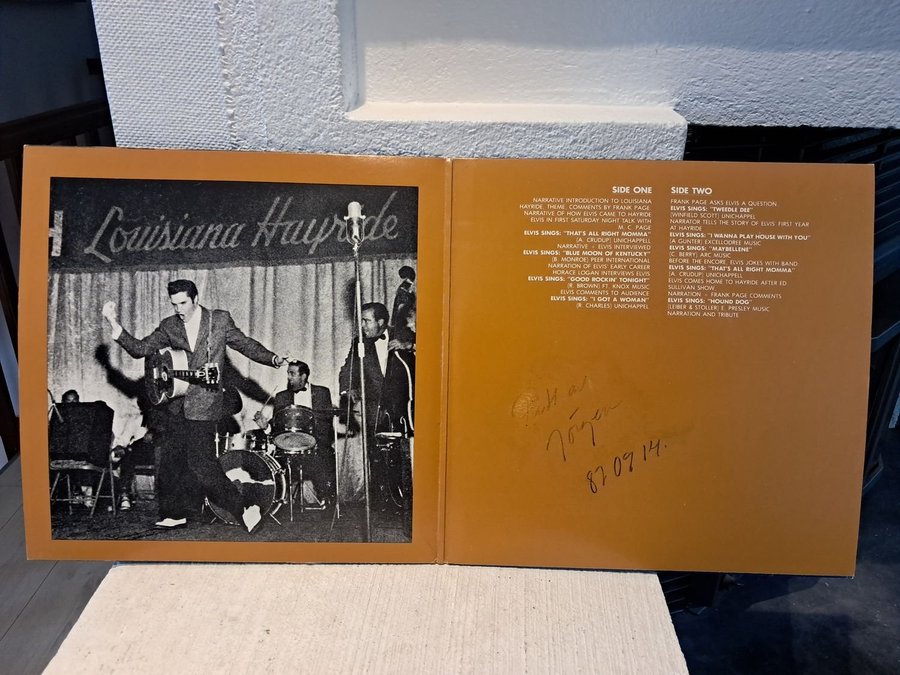 Louisiana Hayride
SIDE ONE
NARRATIVE INTRODUCTION TO LOUISIANA
HAYRIDE. THEME. COMMENTS BY FRANK PAGE
NARRATIVE OF HOW ELVIS CAME TO HAYRIDE
ELVIS IN FIRST SATURDAY NIGHT TALK WITH
M. C. PAGE
ELVIS SINGS: "THAT'S ALL RIGHT MOMMA"
(A. CRUDUP) UNICHAPPELL
NARRATIVE - ELVIS INTERVIEWED
ELVIS SINGS: "BLUE MOON OF KENTUCKY"
(B. MONROE) PEER INTERNATIONAL
NARRATION OF ELVIS' EARLY CAREER
HORACE LOGAN INTERVIEWS ELVIS
ELVIS SINGS: "GOOD ROCKIN' TONIGHT"
(R. BROWN) FT. KNOX MUSIC
ELVIS COMMENTS TO AUDIENCE
ELVIS SINGS: "I GOT A WOMAN"
(R. CHARLES) UNICHAPPEL
SIDE TWO
FRANK PAGE ASKS ELVIS A QUESTION.
ELVIS SINGS: "TWEEDLE DEE"
(WINFIELD SCOTT) UNICHAPPEL
NARRATOR TELLS THE STORY OF ELVIS' FIRST YEAR
AT HAYRIDE
ELVIS SINGS: "I WANNA PLAY HOUSE WITH YOU"
(A GUNTER) EXCELLOREE MUSIC
ELVIS SINGS: "MAYBELLENE"
(C. BERRY) ARC MUSIC
BEFORE THE ENCORE, ELVIS JOKES WITH BAND
ELVIS SINGS: "THAT'S ALL RIGHT MOMMA"
(A. CRUDUP) UNICHAPPELL
ELVIS COMES HOME TO HAYRIDE AFTER ED
SULLIVAN SHOW
NARRATION - FRANK PAGE COMMENTS
ELVIS SINGS: "HOUND DOG"
(LEIBER & STOLLER) E. PRESLEY MUSIC
NARRATION AND TRIBUTE
av
Jörgen
820914.